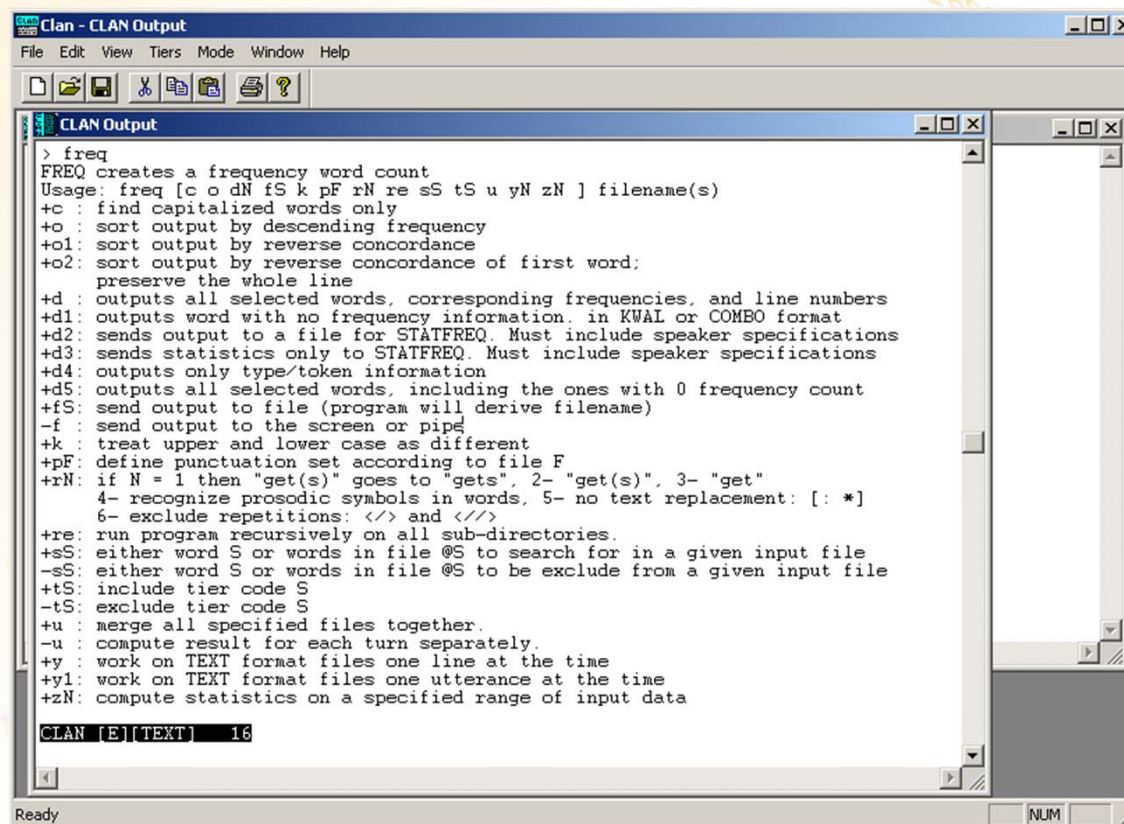 Clan - CLAN Output
File Edit View Tiers Mode Window Help
CLAN Output
> freq
FREQ creates a frequency word count
Usage: freq [c o dN fS k pF rN re sS tS u yN zN ] filename(s)
+c : find capitalized words only
+o : sort output by descending frequency
+o1: sort output by reverse concordance
+o2: sort output by reverse concordance of first word;
preserve the whole line
+d : outputs all selected words, corresponding frequencies, and line numbers
+d1: outputs word with no frequency information. in KWAL or COMBO format
+d2: sends output to a file for STATFREQ. Must include speaker specifications
+d3: sends statistics only to STATFREQ. Must include speaker specifications
+d4: outputs only type/token information
+d5: outputs all selected words, including the ones with 0 frequency count
+fS: send output to file (program will derive filename)
-f : send output to the screen or pipe
+k : treat upper and lower case as different
+pF: define punctuation set according to file F
+rN: if N = 1 then "get(s)" goes to "gets", 2- "get(s)", 3- "get"
4- recognize prosodic symbols in words, 5- no text replacement: [: *]
6- exclude repetitions: </> and <//>
+re: run program recursively on all sub-directories.
+sS: either word S or words in file @S to search for in a given input file
-sS: either word S or words in file @S to be exclude from a given input file
+tS: include tier code S
-tS: exclude tier code S
+u : merge all specified files together.
-u : compute result for each turn separately.
+y : work on TEXT format files one line at the time
+y1: work on TEXT format files one utterance at the time
+zN: compute statistics on a specified range of input data
CLAN [E][TEXT] 16
Ready NUM